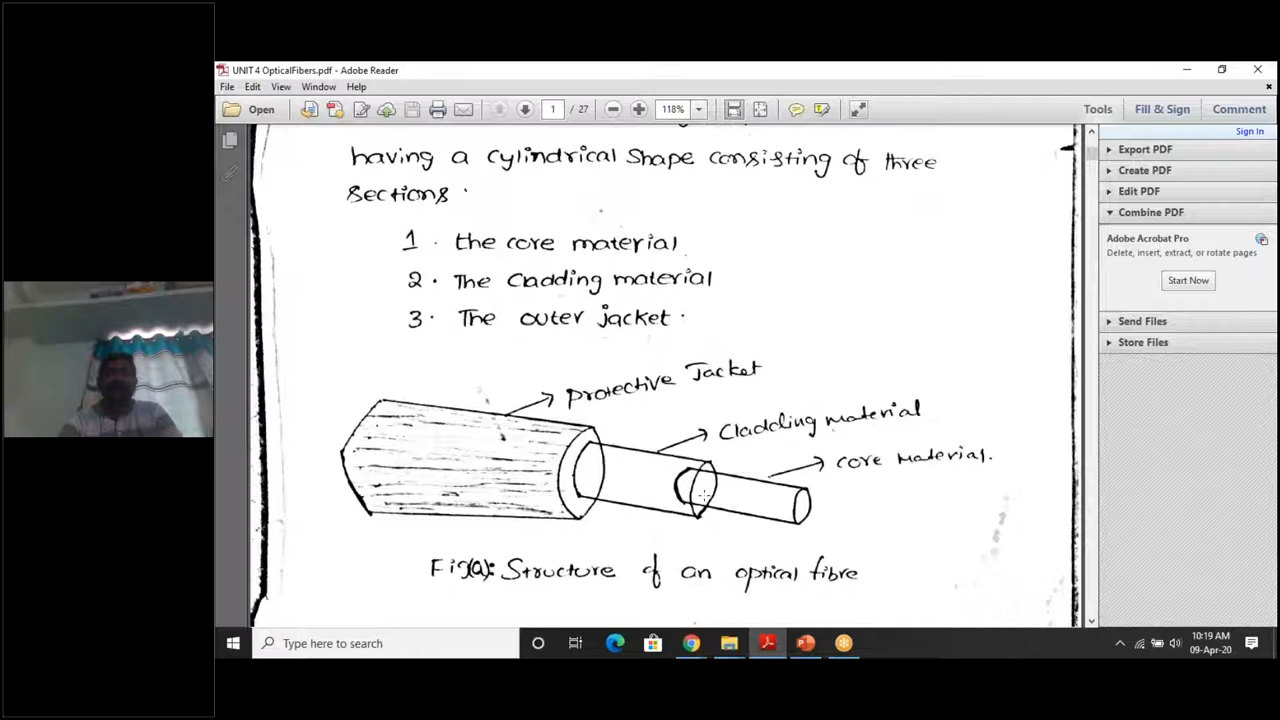 UNIT 4 OpticalFibers.pdf - Adobe Reader
File Edit View Window Help
Open 1 / 27 118% Tools Fill & Sign Comment
Sign In
having a cylindrical shape consisting of three
sections.
1. the core material
2. The Cladding material
3. The outer jacket.
Protective Jacket
Cladding material
core material.
Fig(a): Structure of an optical fibre
Export PDF
Create PDF
Edit PDF
Combine PDF
Adobe Acrobat Pro
Delete, insert, extract, or rotate pages
Start Now
Send Files
Store Files
Type here to search
10:19 AM
09-Apr-20